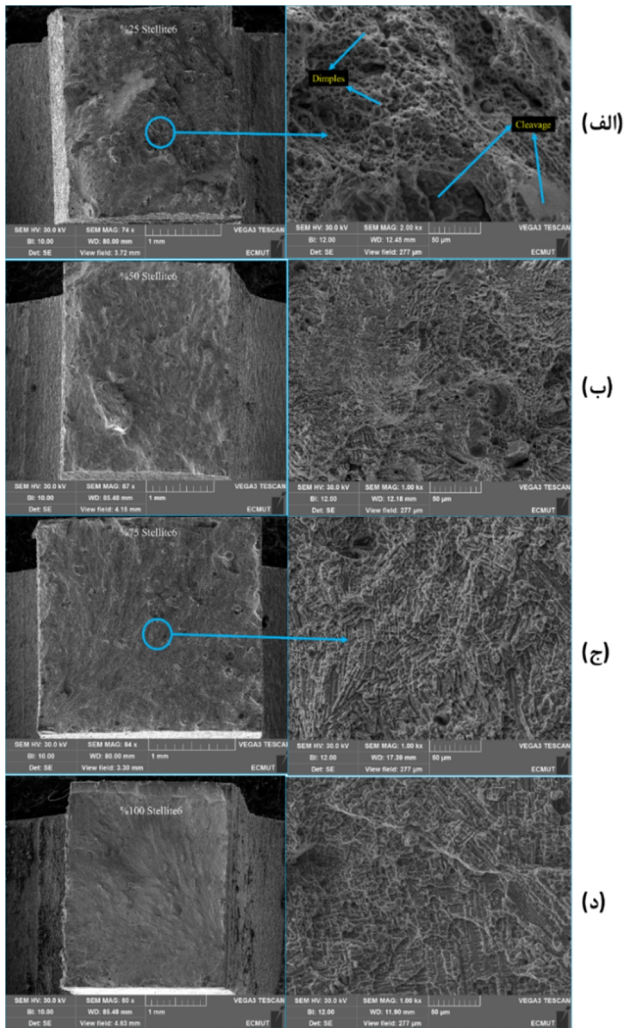 %25 Stellite6
Dimples
Cleavage
(الف)
SEM HV: 30.0 kV SEM MAG: 74 x VEGA3 TESCAN
BI: 10.00 WD: 80.00 mm 1 mm
Det: SE View field: 3.72 mm ECMUT
SEM HV: 30.0 kV SEM MAG: 2.00 kx VEGA3 TESCAN
BI: 12.00 WD: 12.45 mm 50 µm
Det: SE View field: 277 µm ECMUT
%50 Stellite6
(ب)
SEM HV: 30.0 kV SEM MAG: 67 x VEGA3 TESCAN
BI: 10.00 WD: 85.48 mm 1 mm
Det: SE View field: 4.15 mm ECMUT
SEM HV: 30.0 kV SEM MAG: 1.00 kx VEGA3 TESCAN
BI: 12.00 WD: 12.18 mm 50 µm
Det: SE View field: 277 µm ECMUT
%75 Stellite6
(ج)
SEM HV: 30.0 kV SEM MAG: 84 x VEGA3 TESCAN
BI: 10.00 WD: 80.00 mm 1 mm
Det: SE View field: 3.30 mm ECMUT
SEM HV: 30.0 kV SEM MAG: 1.00 kx VEGA3 TESCAN
BI: 12.00 WD: 17.39 mm 50 µm
Det: SE View field: 277 µm ECMUT
%100 Stellite6
(د)
SEM HV: 30.0 kV SEM MAG: 60 x VEGA3 TESCAN
BI: 10.00 WD: 85.48 mm 1 mm
Det: SE View field: 4.63 mm ECMUT
SEM HV: 30.0 kV SEM MAG: 1.00 kx VEGA3 TESCAN
BI: 12.00 WD: 11.90 mm 50 µm
Det: SE View field: 277 µm ECMUT